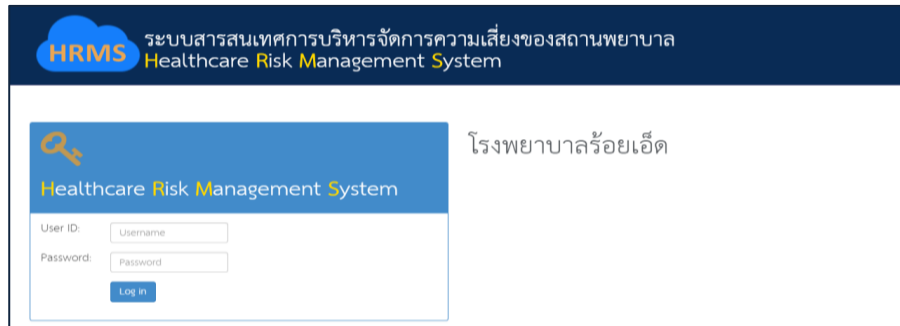 HRMS
ระบบสารสนเทศการบริหารจัดการความเสี่ยงของสถานพยาบาล
Healthcare Risk Management System
โรงพยาบาลร้อยเอ็ด
Healthcare Risk Management System
User ID:
Username
Password:
Password
Log in